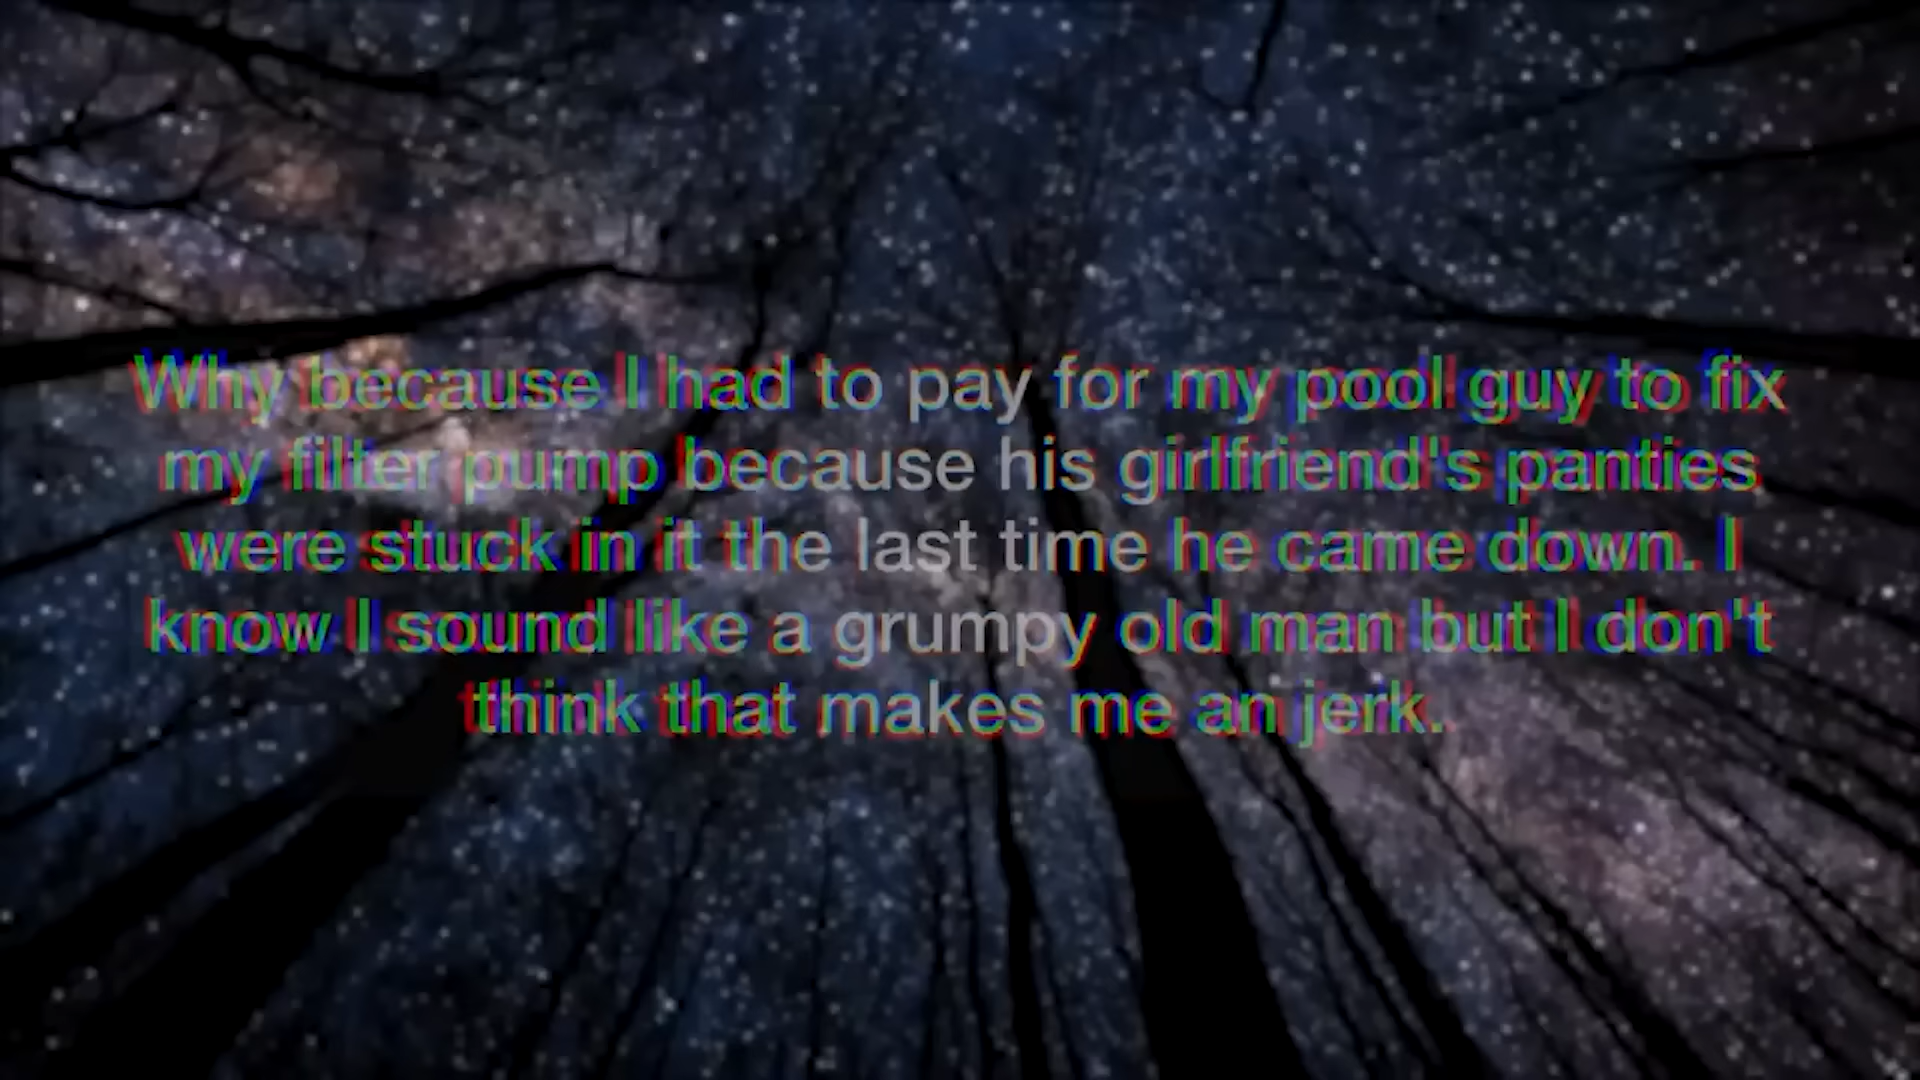 Why because I had to pay for my pool guy to fix
my filter pump because his girlfriend's panties
were stuck in it the last time he came down. I
know I sound like a grumpy old man but I don't
think that makes me an jerk.